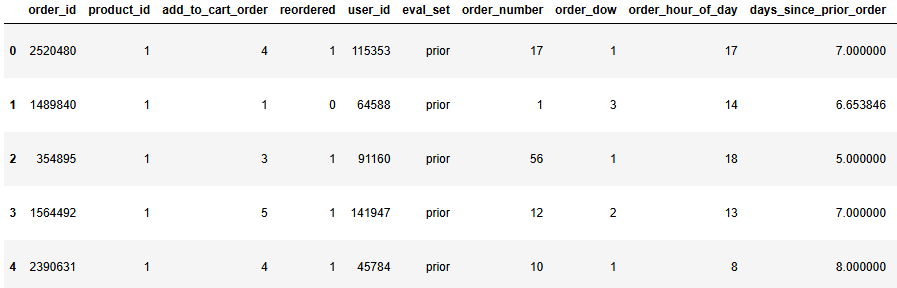 order_id product_id add_to_cart_order reordered user_id eval_set order_number order_dow order_hour_of_day days_since_prior_order
0 2520480 1 4 1 115353 prior 17 1 17 7.000000
1 1489840 1 1 0 64588 prior 1 3 14 6.653846
2 354895 1 3 1 91160 prior 56 1 18 5.000000
3 1564492 1 5 1 141947 prior 12 2 13 7.000000
4 2390631 1 4 1 45784 prior 10 1 8 8.000000